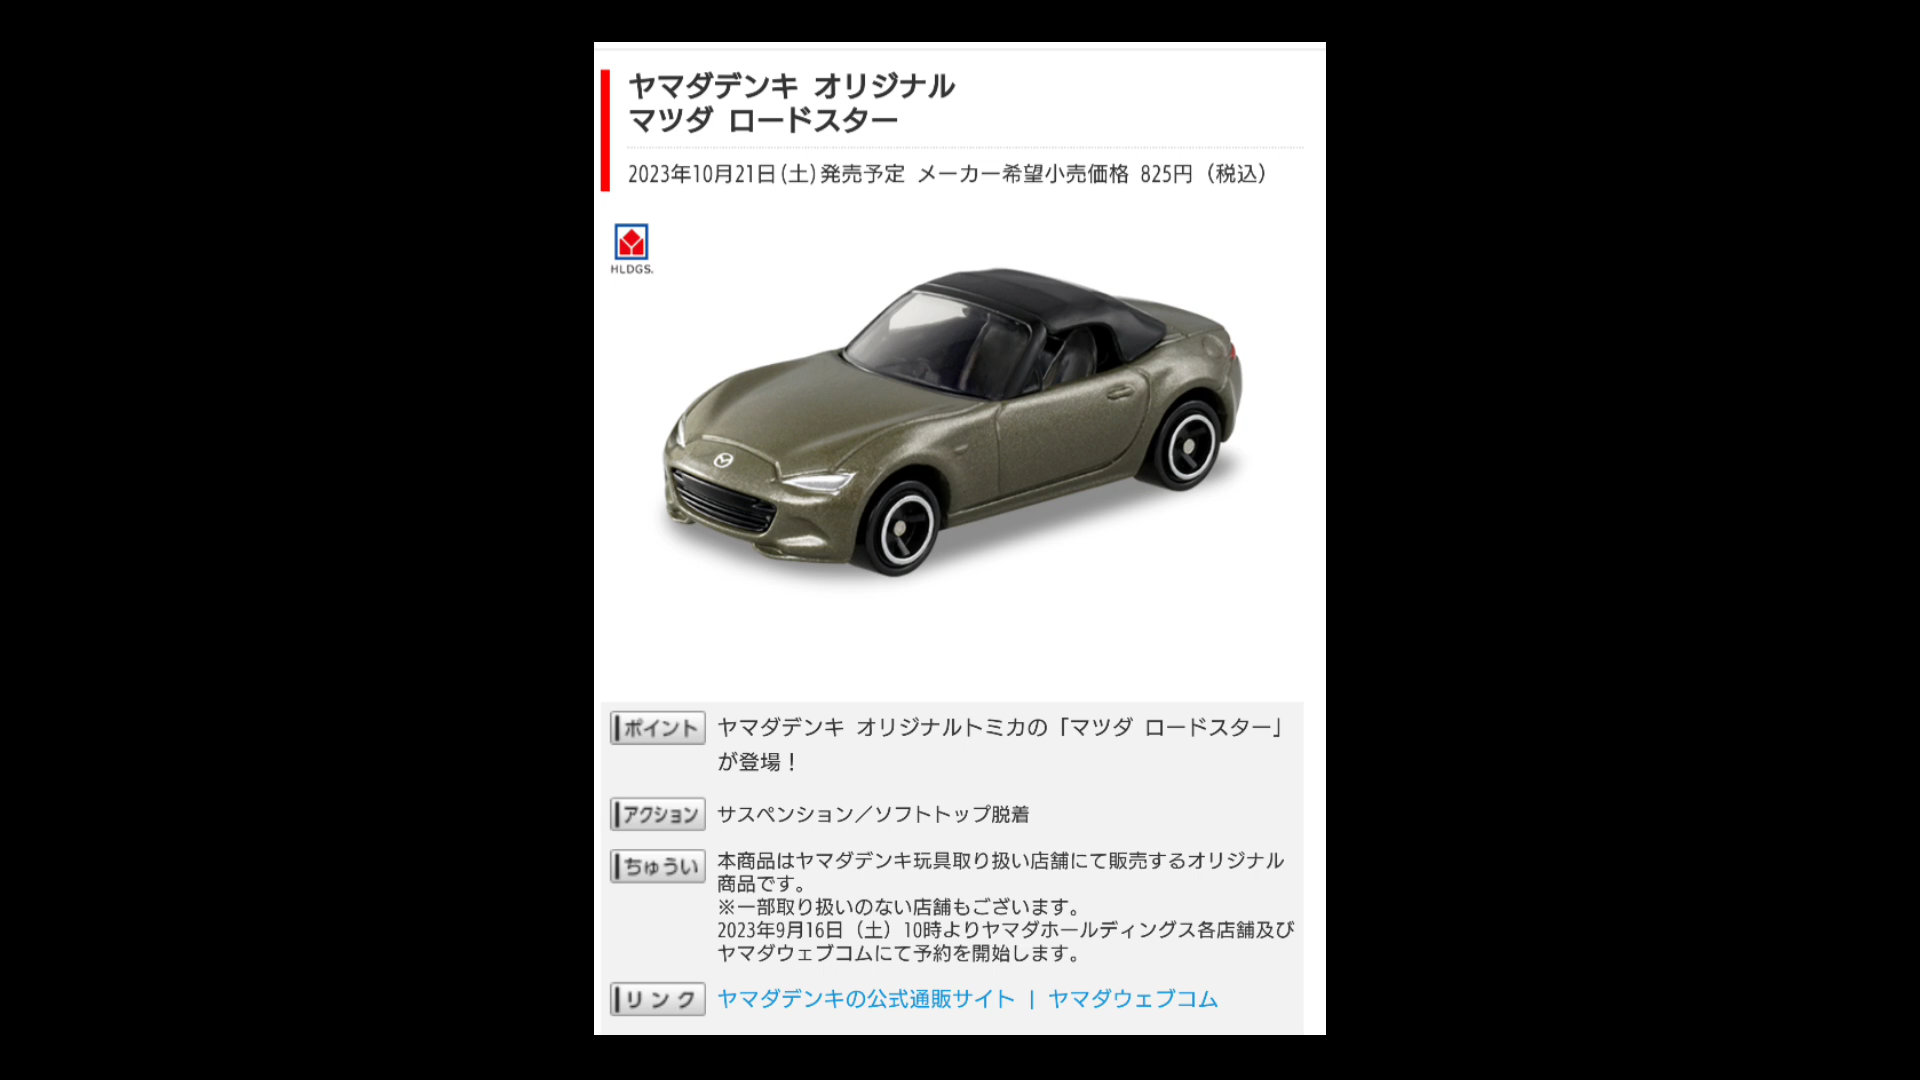 ヤマダデンキ オリジナル
マツダ ロードスター
2023年10月21日(土)発売予定 メーカー希望小売価格 825円（税込）
HLDGS.
ポイント ヤマダデンキ オリジナルトミカの「マツダ ロードスター」
が登場！
アクション サスペンション／ソフトトップ脱着
ちゅうい 本商品はヤマダデンキ玩具取り扱い店舗にて販売するオリジナル
商品です。
※一部取り扱いのない店舗もございます。
2023年9月16日（土）10時よりヤマダホールディングス各店舗及び
ヤマダウェブコムにて予約を開始します。
リンク ヤマダデンキの公式通販サイト | ヤマダウェブコム